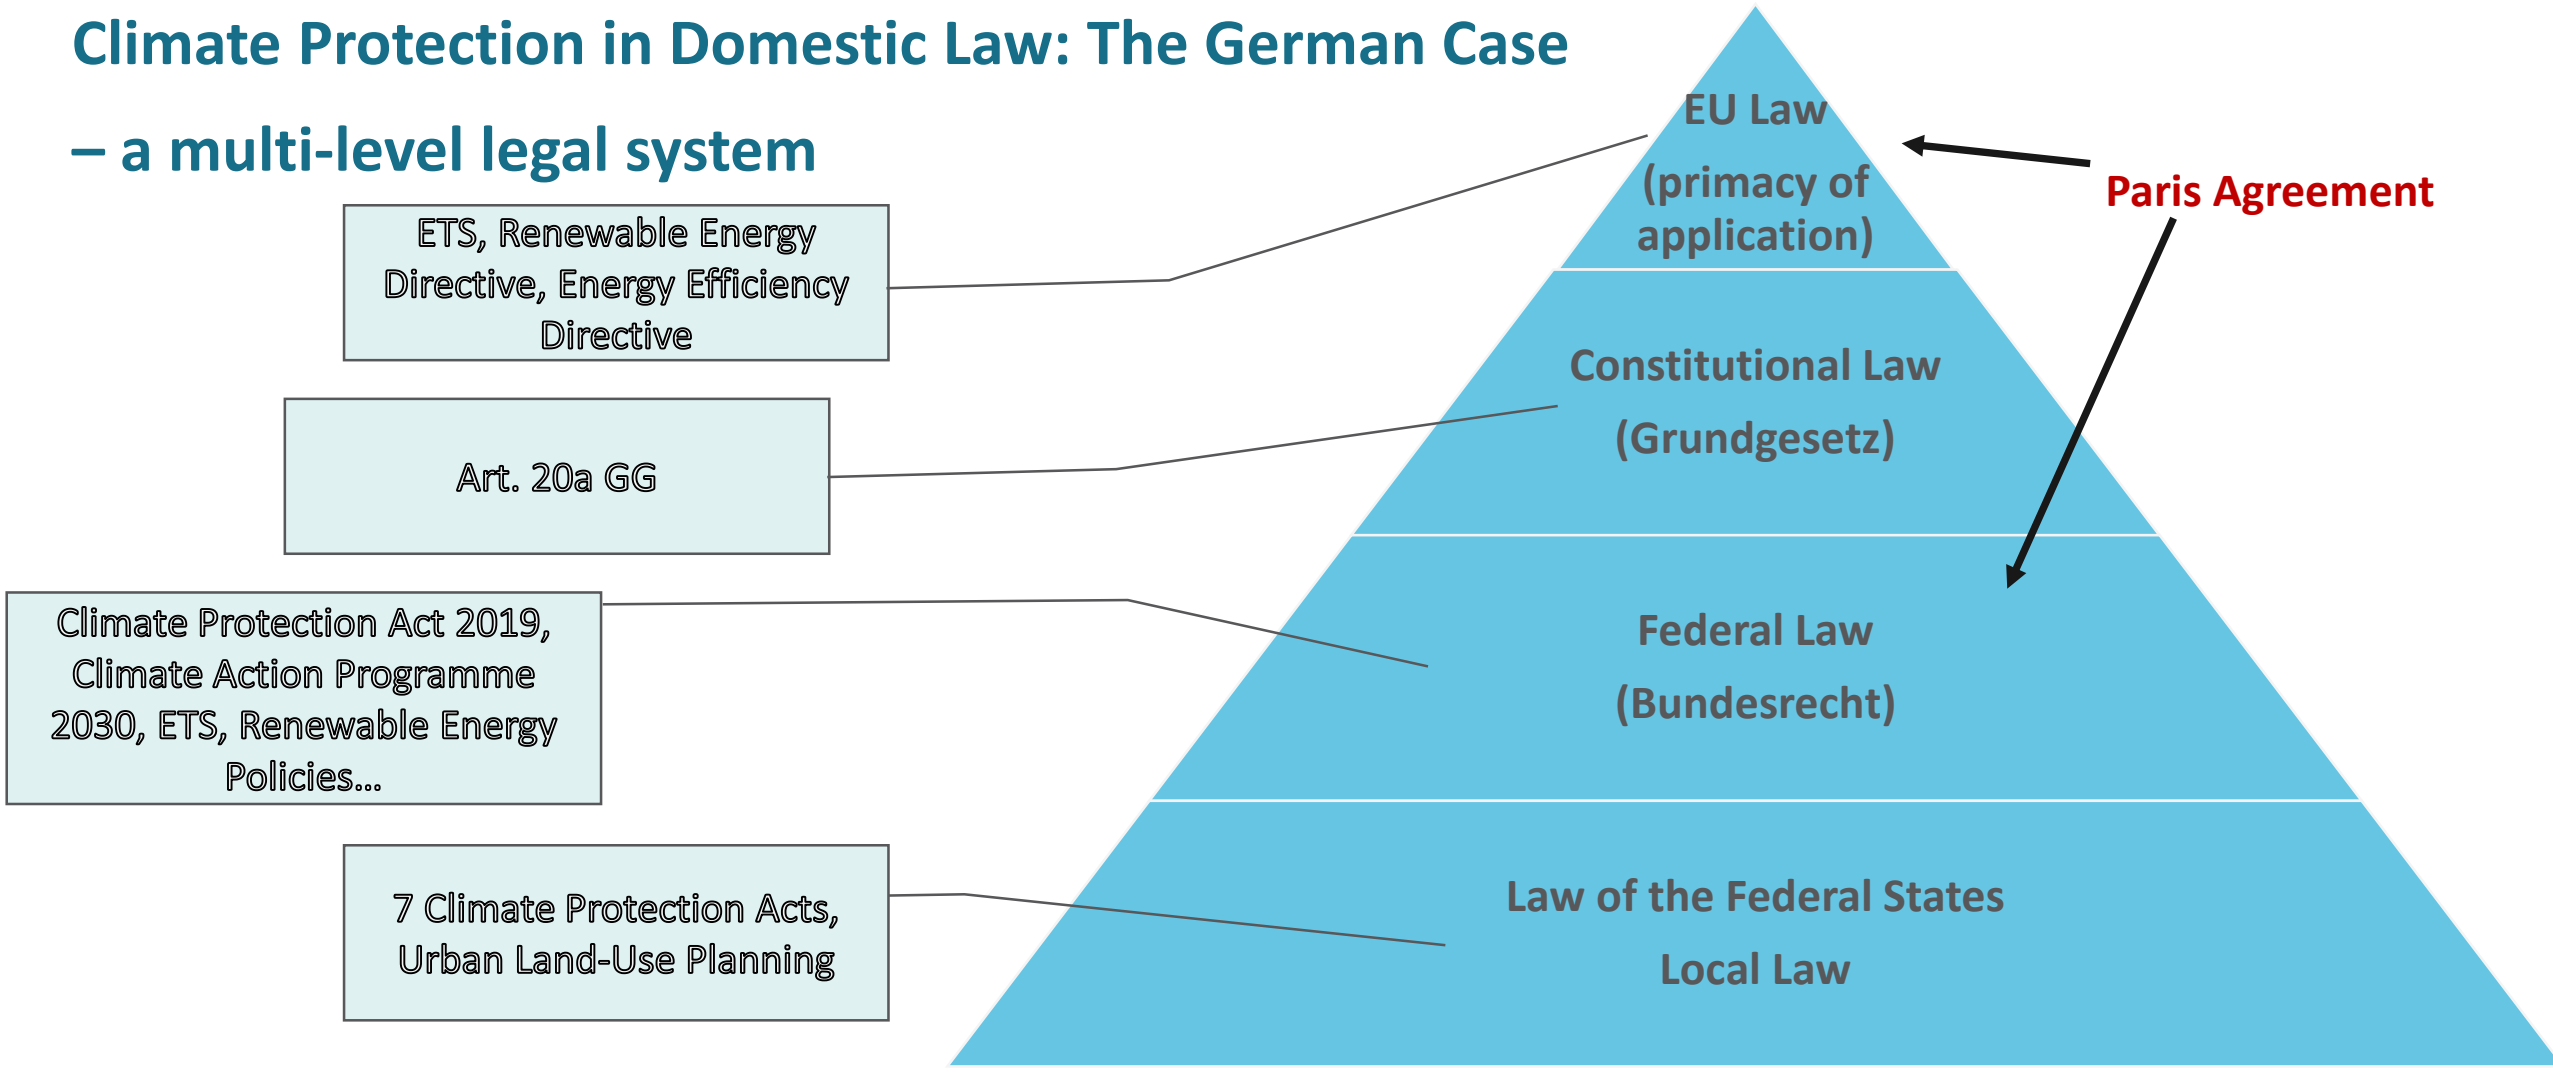 Climate Protection in Domestic Law: The German Case
– a multi-level legal system
EU Law
(primacy of
application)
Paris Agreement
ETS, Renewable Energy
Directive, Energy Efficiency
Directive
Constitutional Law
(Grundgesetz)
Art. 20a GG
Federal Law
(Bundesrecht)
Climate Protection Act 2019,
Climate Action Programme
2030, ETS, Renewable Energy
Policies...
Law of the Federal States
Local Law
7 Climate Protection Acts,
Urban Land-Use Planning